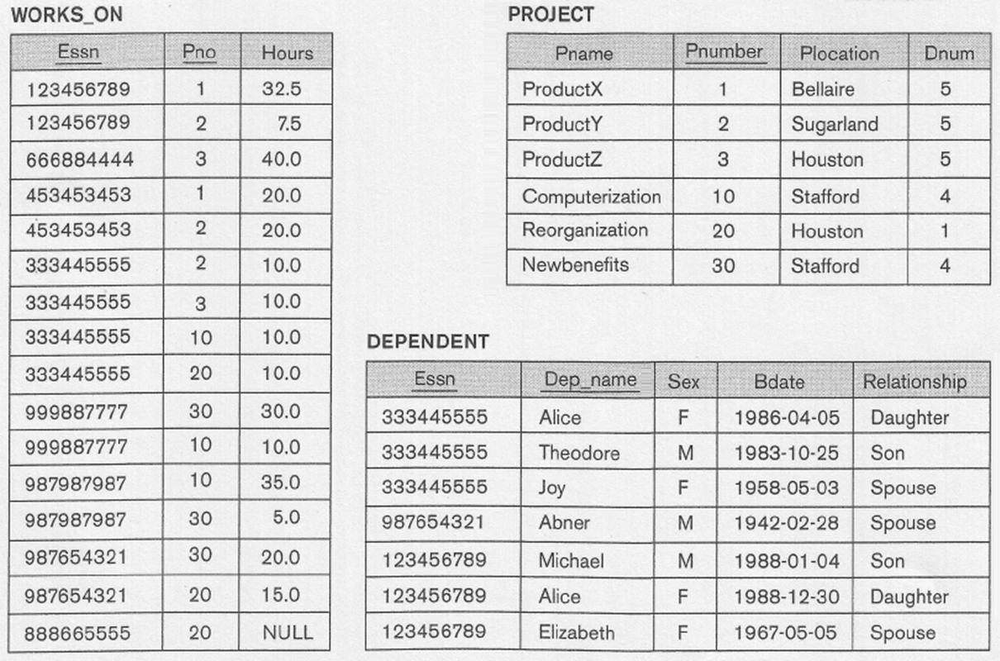 WORKS_ON
Essn Pno Hours
123456789 1 32.5
123456789 2 7.5
666884444 3 40.0
453453453 1 20.0
453453453 2 20.0
333445555 2 10.0
333445555 3 10.0
333445555 10 10.0
333445555 20 10.0
999887777 30 30.0
999887777 10 10.0
987987987 10 35.0
987987987 30 5.0
987654321 30 20.0
987654321 20 15.0
888665555 20 NULL
PROJECT
Pname Pnumber Plocation Dnum
ProductX 1 Bellaire 5
ProductY 2 Sugarland 5
ProductZ 3 Houston 5
Computerization 10 Stafford 4
Reorganization 20 Houston 1
Newbenefits 30 Stafford 4
DEPENDENT
Essn Dep_name Sex Bdate Relationship
333445555 Alice F 1986-04-05 Daughter
333445555 Theodore M 1983-10-25 Son
333445555 Joy F 1958-05-03 Spouse
987654321 Abner M 1942-02-28 Spouse
123456789 Michael M 1988-01-04 Son
123456789 Alice F 1988-12-30 Daughter
123456789 Elizabeth F 1967-05-05 Spouse